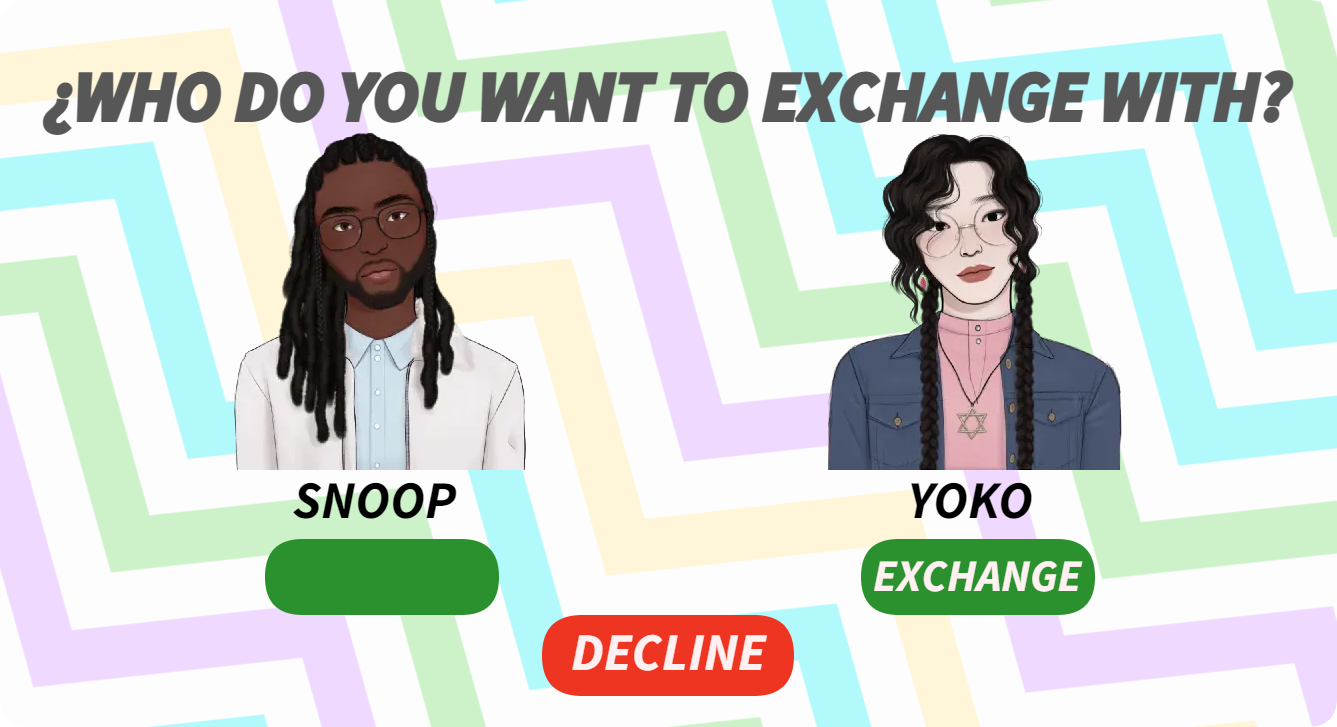 ¿WHO DO YOU WANT TO EXCHANGE WITH?
SNOOP
YOKO
EXCHANGE
DECLINE